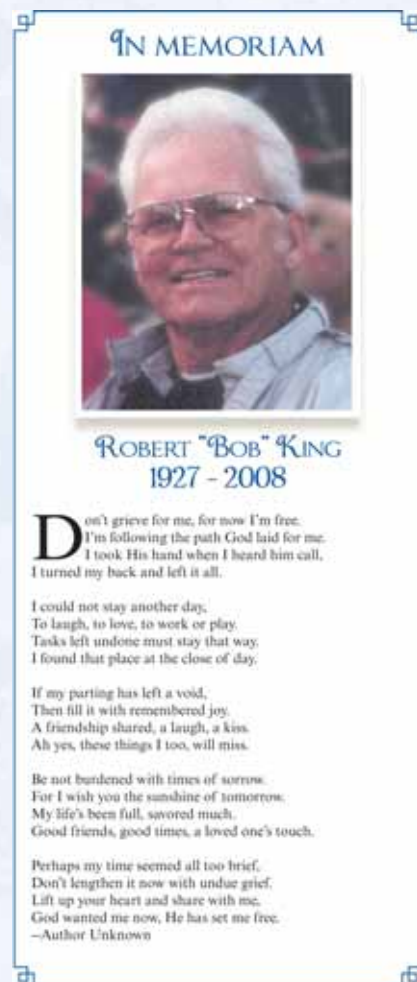 IN MEMORIAM
ROBERT "BOB" KING
1927 - 2008
Don't grieve for me, for now I'm free.
I'm following the path God laid for me.
I took His hand when I heard him call,
I turned my back and left it all.
I could not stay another day,
To laugh, to love, to work or play.
Tasks left undone must stay that way.
I found that place at the close of day.
If my parting has left a void,
Then fill it with remembered joy.
A friendship shared, a laugh, a kiss.
Ah yes, these things I too, will miss.
Be not burdened with times of sorrow.
For I wish you the sunshine of tomorrow.
My life's been full, savored much.
Good friends, good times, a loved one's touch.
Perhaps my time seemed all too brief,
Don't lengthen it now with undue grief.
Lift up your heart and share with me,
God wanted me now, He has set me free.
–Author Unknown